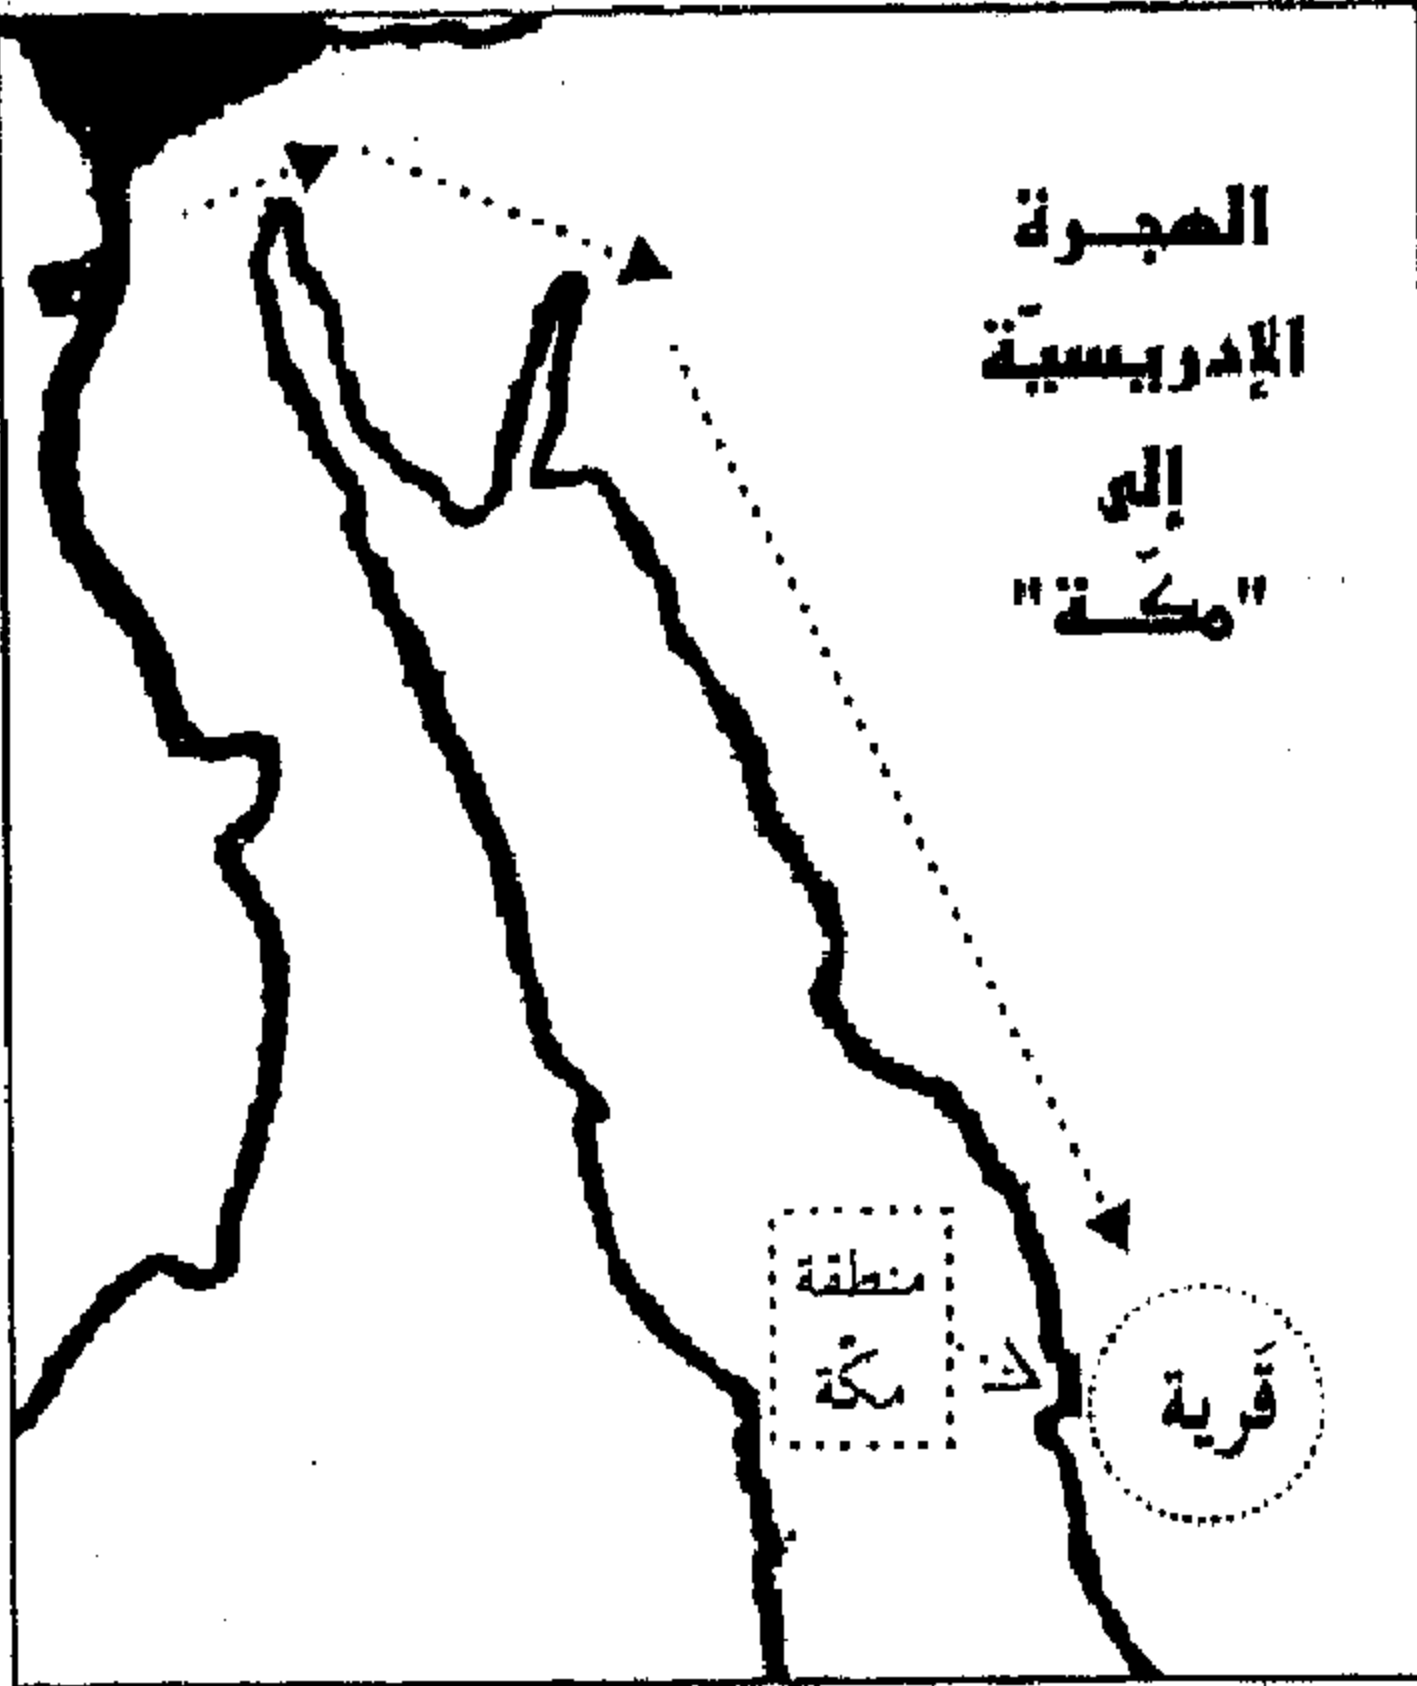 الهجرة
الإدريسيّة
إلى
"مكّة"
منطقة
مكّة
قَرية